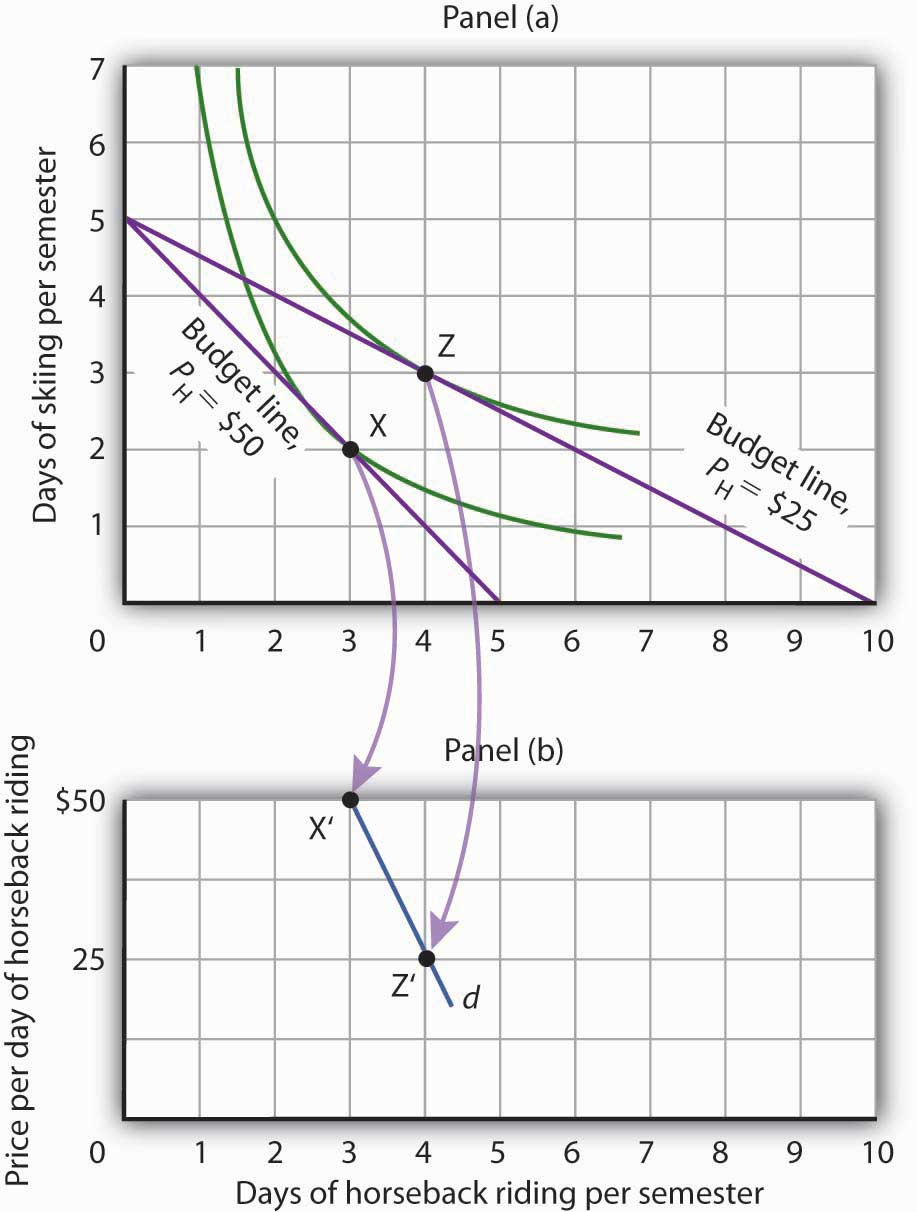 Panel (a)
Days of skiing per semester
7
6
5
4
3
2
1
0
1 2 3 4 5 6 7 8 9 10
Budget line,
PH = $50
Budget line,
PH = $25
X
Z
Panel (b)
Price per day of horseback riding
$50
25
0
1 2 3 4 5 6 7 8 9 10
X‘
Z‘
d
Days of horseback riding per semester